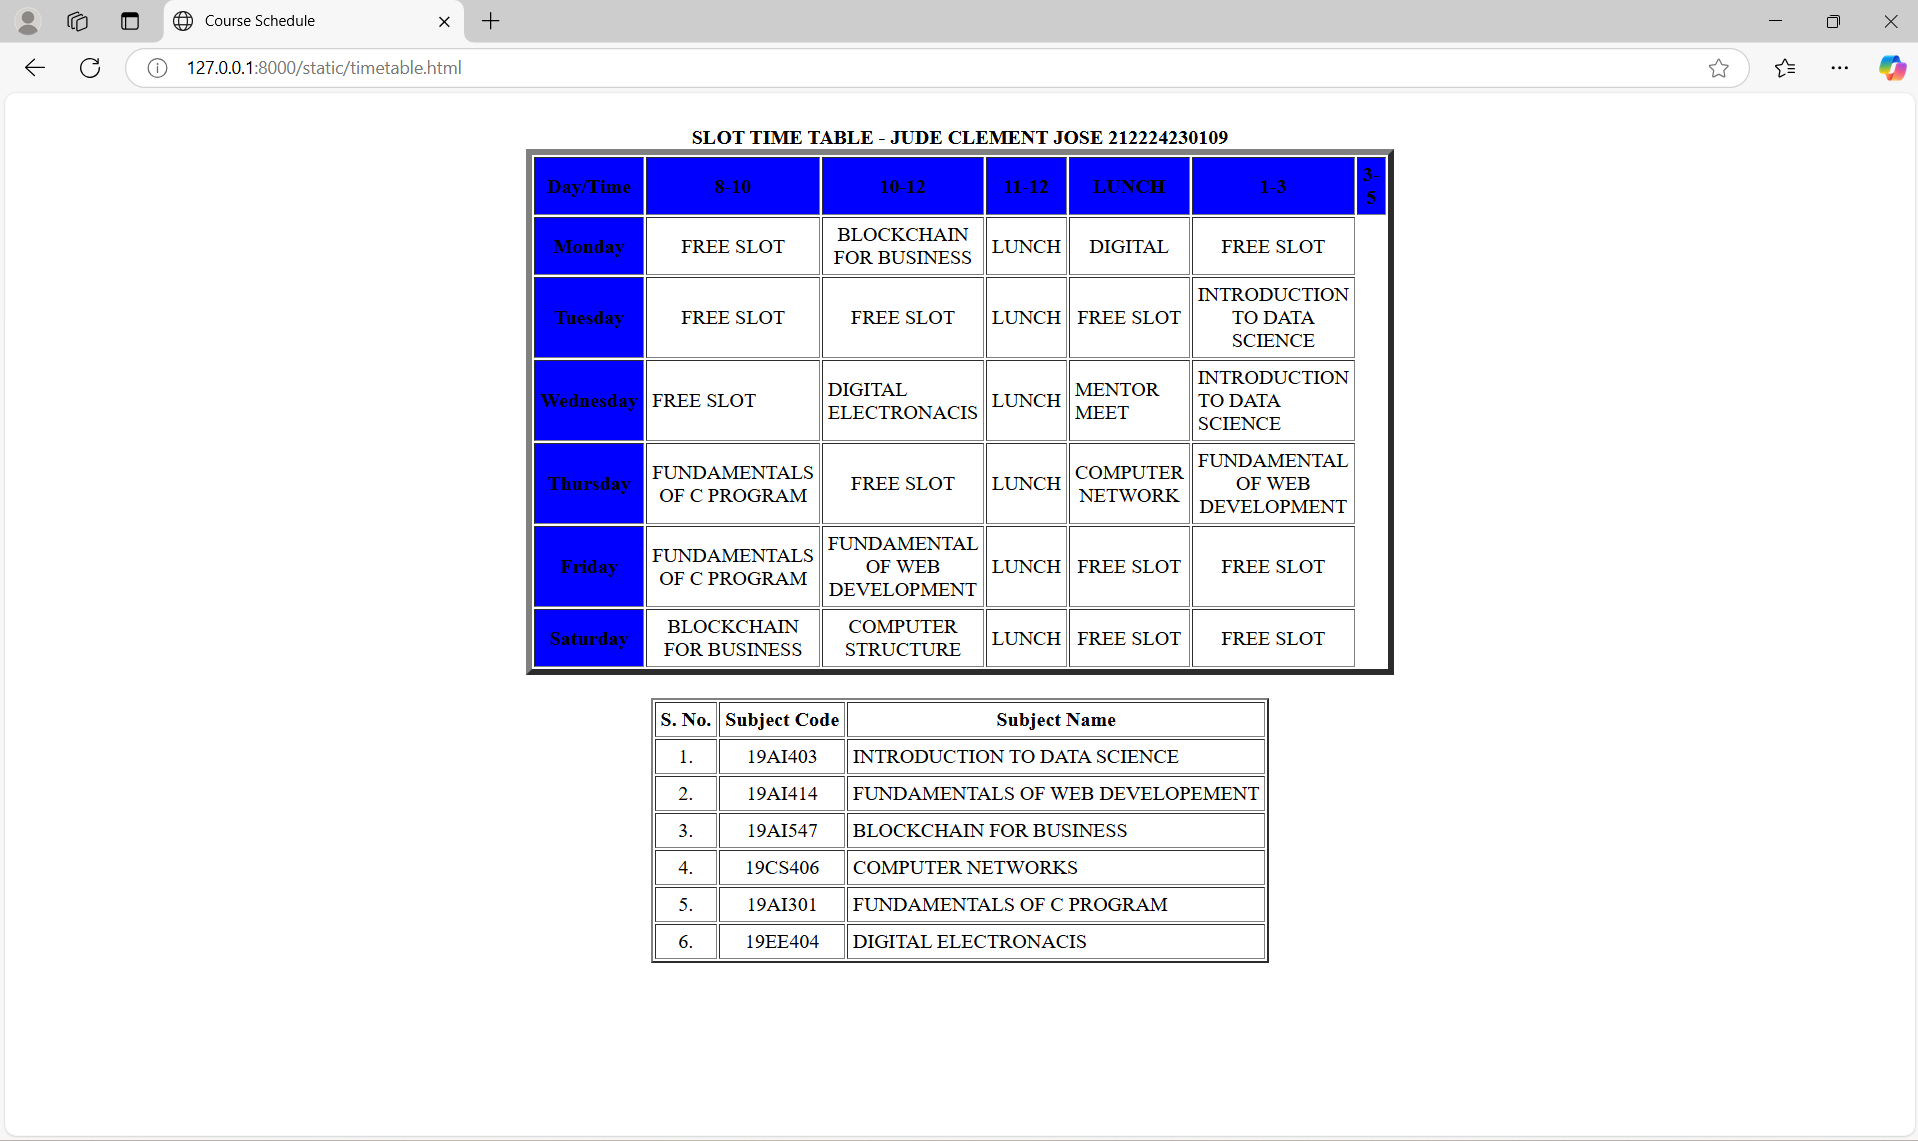 Course Schedule
127.0.0.1:8000/static/timetable.html
SLOT TIME TABLE - JUDE CLEMENT JOSE 212224230109
Day/Time 8-10 10-12 11-12 LUNCH 1-3 3-
5
Monday FREE SLOT BLOCKCHAIN
FOR BUSINESS LUNCH DIGITAL FREE SLOT
Tuesday FREE SLOT FREE SLOT LUNCH FREE SLOT INTRODUCTION
TO DATA
SCIENCE
Wednesday FREE SLOT DIGITAL
ELECTRONACIS LUNCH MENTOR
MEET INTRODUCTION
TO DATA
SCIENCE
Thursday FUNDAMENTALS
OF C PROGRAM FREE SLOT LUNCH COMPUTER
NETWORK FUNDAMENTAL
OF WEB
DEVELOPMENT
Friday FUNDAMENTALS
OF C PROGRAM FUNDAMENTAL
OF WEB
DEVELOPMENT LUNCH FREE SLOT FREE SLOT
Saturday BLOCKCHAIN
FOR BUSINESS COMPUTER
STRUCTURE LUNCH FREE SLOT FREE SLOT
S. No. Subject Code Subject Name
1. 19AI403 INTRODUCTION TO DATA SCIENCE
2. 19AI414 FUNDAMENTALS OF WEB DEVELOPEMENT
3. 19AI547 BLOCKCHAIN FOR BUSINESS
4. 19CS406 COMPUTER NETWORKS
5. 19AI301 FUNDAMENTALS OF C PROGRAM
6. 19EE404 DIGITAL ELECTRONACIS